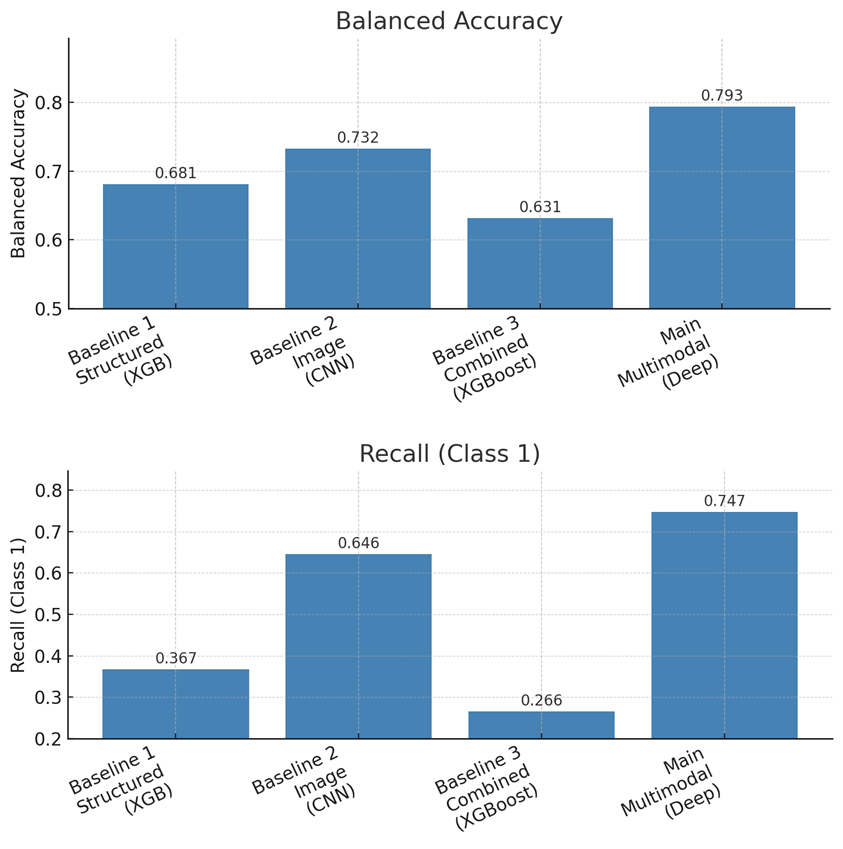 Balanced Accuracy
Balanced Accuracy
0.8
0.7
0.6
0.5
0.681
0.732
0.631
0.793
Baseline 1
Structured
(XGB)
Baseline 2
Image
(CNN)
Baseline 3
Combined
(XGBoost)
Main
Multimodal
(Deep)
Recall (Class 1)
Recall (Class 1)
0.8
0.7
0.6
0.5
0.4
0.3
0.2
0.367
0.646
0.266
0.747
Baseline 1
Structured
(XGB)
Baseline 2
Image
(CNN)
Baseline 3
Combined
(XGBoost)
Main
Multimodal
(Deep)